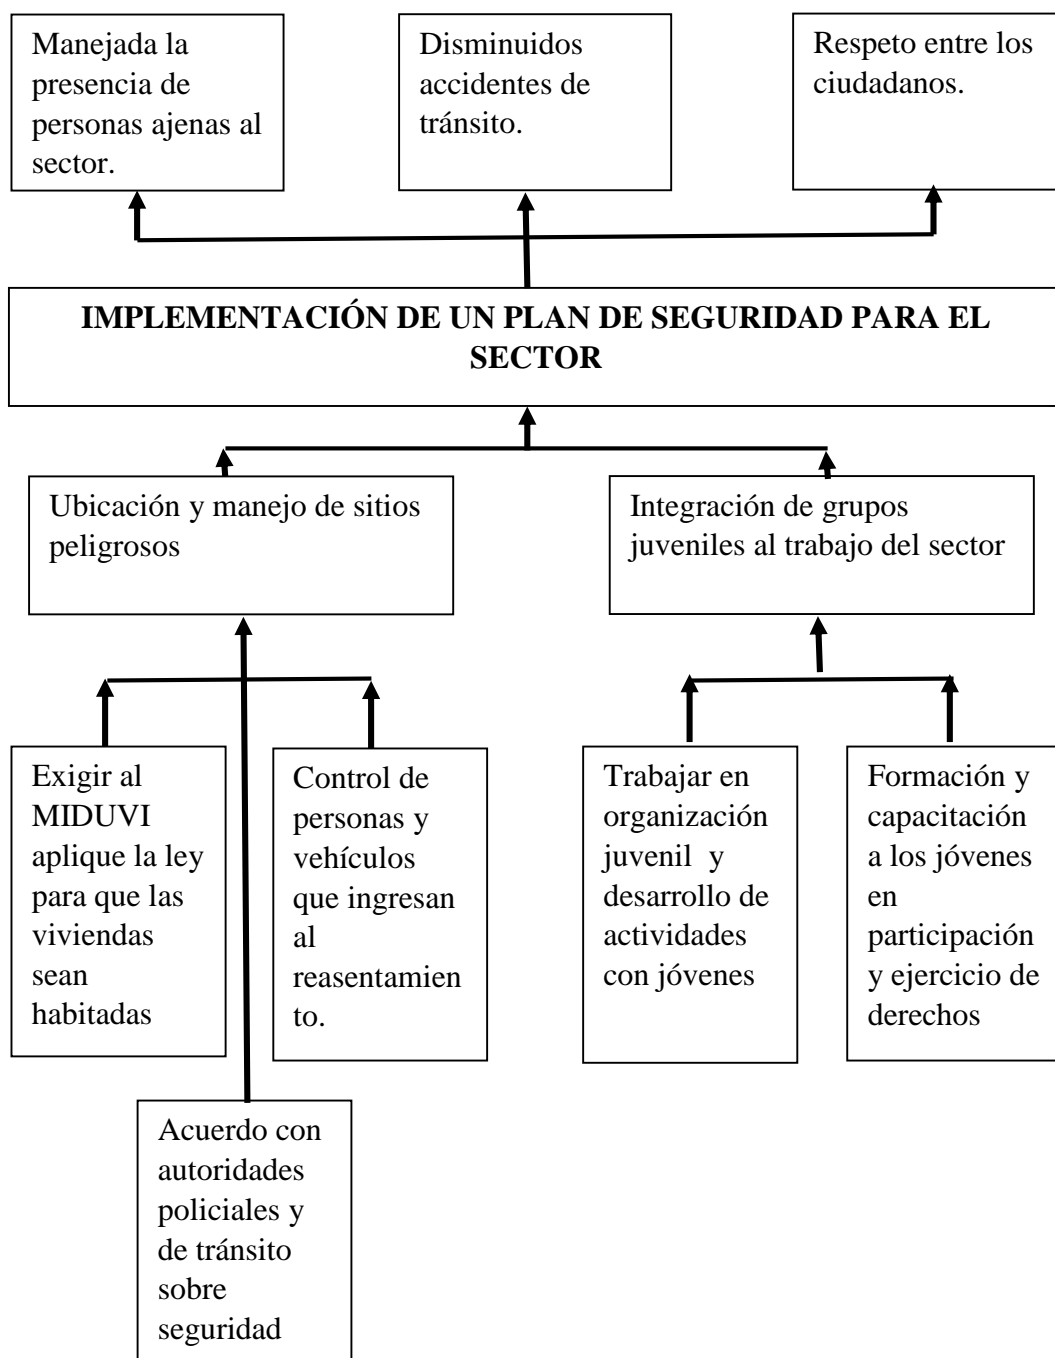 Manejada la
presencia de
personas ajenas al
sector.
Disminuidos
accidentes de
tránsito.
Respeto entre los
ciudadanos.
IMPLEMENTACIÓN DE UN PLAN DE SEGURIDAD PARA EL
SECTOR
Ubicación y manejo de sitios
peligrosos
Integración de grupos
juveniles al trabajo del sector
Exigir al
MIDUVI
aplique la ley
para que las
viviendas
sean
habitadas
Control de
personas y
vehículos
que ingresan
al
reasentamien
to.
Trabajar en
organización
juvenil y
desarrollo de
actividades
con jóvenes
Formación y
capacitación
a los jóvenes
en
participación
y ejercicio de
derechos
Acuerdo con
autoridades
policiales y
de tránsito
sobre
seguridad